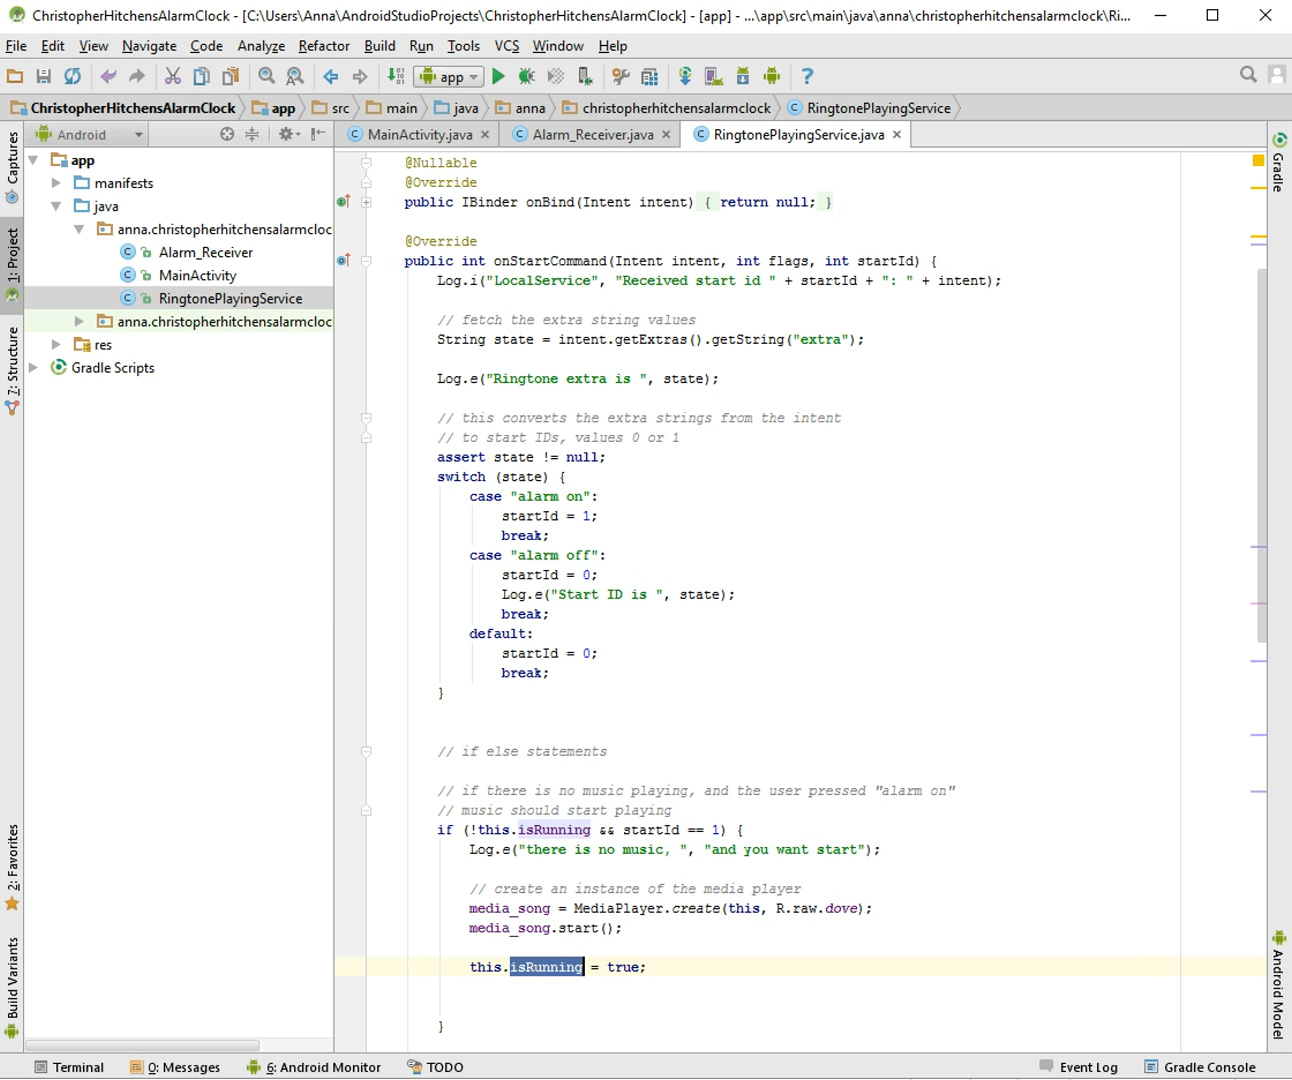 ChristopherHitchensAlarmClock - [C:\Users\Anna\AndroidStudioProjects\ChristopherHitchensAlarmClock] - [app] - ...\app\src\main\java\anna\christopherhitchensalarmclock\Ri...
File Edit View Navigate Code Analyze Refactor Build Run Tools VCS Window Help
app
ChristopherHitchensAlarmClock app src main java anna christopherhitchensalarmclock RingtonePlayingService
Android
MainActivity.java Alarm_Receiver.java RingtonePlayingService.java
Captures
1: Project
7: Structure
2: Favorites
Build Variants
app
manifests
java
anna.christopherhitchensalarmcloc
Alarm_Receiver
MainActivity
RingtonePlayingService
anna.christopherhitchensalarmcloc
res
Gradle Scripts
@Nullable
@Override
public IBinder onBind(Intent intent) { return null; }
@Override
public int onStartCommand(Intent intent, int flags, int startId) {
Log.i("LocalService", "Received start id " + startId + ": " + intent);
// fetch the extra string values
String state = intent.getExtras().getString("extra");
Log.e("Ringtone extra is ", state);
// this converts the extra strings from the intent
// to start IDs, values 0 or 1
assert state != null;
switch (state) {
case "alarm on":
startId = 1;
break;
case "alarm off":
startId = 0;
Log.e("Start ID is ", state);
break;
default:
startId = 0;
break;
}
// if else statements
// if there is no music playing, and the user pressed "alarm on"
// music should start playing
if (!this.isRunning && startId == 1) {
Log.e("there is no music, ", "and you want start");
// create an instance of the media player
media_song = MediaPlayer.create(this, R.raw.dove);
media_song.start();
this.isRunning = true;
}
Gradle
Android Model
Terminal 0: Messages 6: Android Monitor TODO Event Log Gradle Console